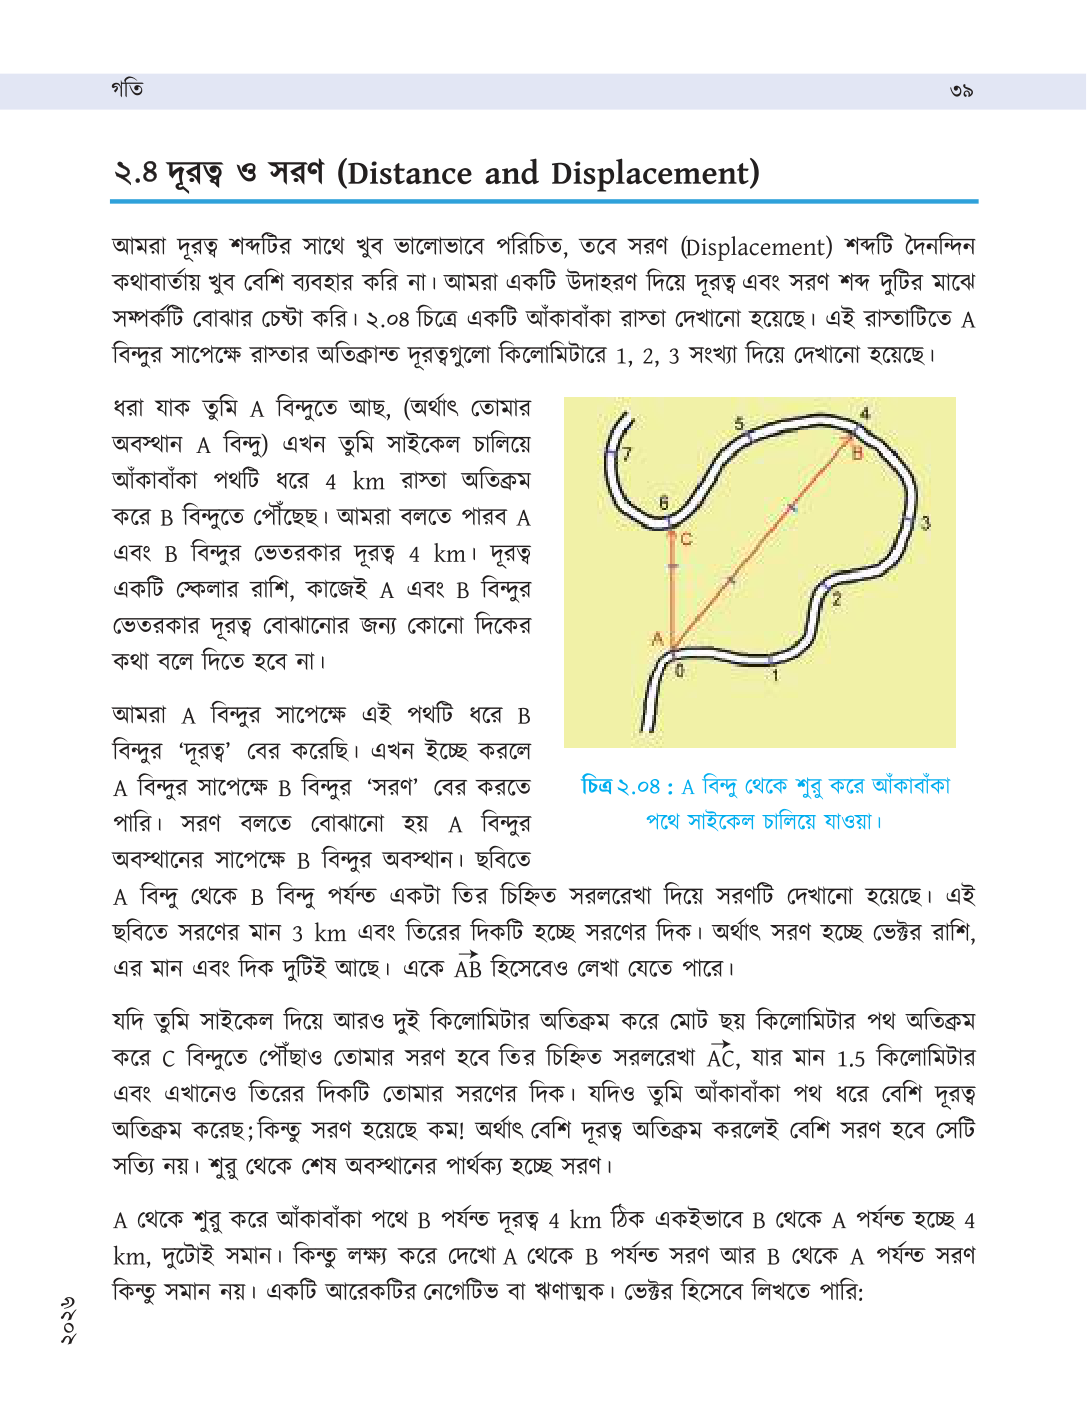 গতি
৩৯
২.৪ দূরত্ব ও সরণ (Distance and Displacement)
আমরা দূরত্ব শব্দটির সাথে খুব ভালোভাবে পরিচিত, তবে সরণ (Displacement) শব্দটি দৈনন্দিন
কথাবার্তায় খুব বেশি ব্যবহার করি না। আমরা একটি উদাহরণ দিয়ে দূরত্ব এবং সরণ শব্দ দুটির মাঝে
সম্পর্কটি বোঝার চেষ্টা করি। ২.০৪ চিত্রে একটি আঁকাবাঁকা রাস্তা দেখানো হয়েছে। এই রাস্তাটিতে A
বিন্দুর সাপেক্ষে রাস্তার অতিক্রান্ত দূরত্বগুলো কিলোমিটারে 1, 2, 3 সংখ্যা দিয়ে দেখানো হয়েছে।
ধরা যাক তুমি A বিন্দুতে আছ, (অর্থাৎ তোমার
অবস্থান A বিন্দু) এখন তুমি সাইকেল চালিয়ে
আঁকাবাঁকা পথটি ধরে 4 km রাস্তা অতিক্রম
করে B বিন্দুতে পৌঁছেছ। আমরা বলতে পারব A
এবং B বিন্দুর ভেতরকার দূরত্ব 4 km। দূরত্ব
একটি স্কেলার রাশি, কাজেই A এবং B বিন্দুর
ভেতরকার দূরত্ব বোঝানোর জন্য কোনো দিকের
কথা বলে দিতে হবে না।
আমরা A বিন্দুর সাপেক্ষে এই পথটি ধরে B
বিন্দুর ‘দূরত্ব’ বের করেছি। এখন ইচ্ছে করলে
A বিন্দুর সাপেক্ষে B বিন্দুর ‘সরণ’ বের করতে
পারি। সরণ বলতে বোঝানো হয় A বিন্দুর
অবস্থানের সাপেক্ষে B বিন্দুর অবস্থান। ছবিতে
7
5
4
B
6
C
3
2
A
0
1
চিত্র ২.০৪ : A বিন্দু থেকে শুরু করে আঁকাবাঁকা
পথে সাইকেল চালিয়ে যাওয়া।
A বিন্দু থেকে B বিন্দু পর্যন্ত একটা তির চিহ্নিত সরলরেখা দিয়ে সরণটি দেখানো হয়েছে। এই
ছবিতে সরণের মান 3 km এবং তিরের দিকটি হচ্ছে সরণের দিক। অর্থাৎ সরণ হচ্ছে ভেক্টর রাশি,
এর মান এবং দিক দুটিই আছে। একে $\overrightarrow{AB}$ হিসেবেও লেখা যেতে পারে।
যদি তুমি সাইকেল দিয়ে আরও দুই কিলোমিটার অতিক্রম করে মোট ছয় কিলোমিটার পথ অতিক্রম
করে C বিন্দুতে পৌঁছাও তোমার সরণ হবে তির চিহ্নিত সরলরেখা $\overrightarrow{AC}$, যার মান 1.5 কিলোমিটার
এবং এখানেও তিরের দিকটি তোমার সরণের দিক। যদিও তুমি আঁকাবাঁকা পথ ধরে বেশি দূরত্ব
অতিক্রম করেছ; কিন্তু সরণ হয়েছে কম! অর্থাৎ বেশি দূরত্ব অতিক্রম করলেই বেশি সরণ হবে সেটি
সত্যি নয়। শুরু থেকে শেষ অবস্থানের পার্থক্য হচ্ছে সরণ।
A থেকে শুরু করে আঁকাবাঁকা পথে B পর্যন্ত দূরত্ব 4 km ঠিক একইভাবে B থেকে A পর্যন্ত হচ্ছে 4
km, দুটোই সমান। কিন্তু লক্ষ্য করে দেখো A থেকে B পর্যন্ত সরণ আর B থেকে A পর্যন্ত সরণ
কিন্তু সমান নয়। একটি আরেকটির নেগেটিভ বা ঋণাত্মক। ভেক্টর হিসেবে লিখতে পারি:
২০২৬